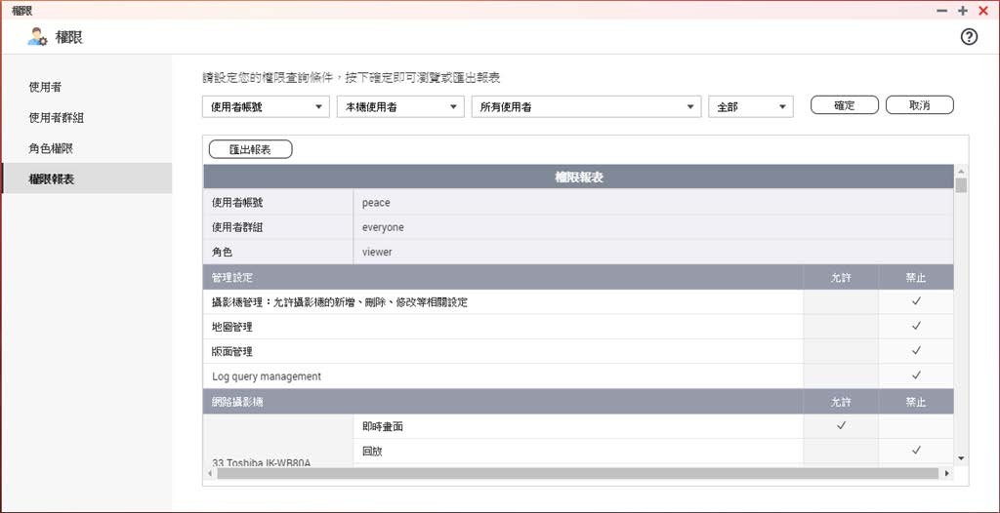 權限
權限
使用者
使用者群組
角色權限
權限報表
請設定您的權限查詢條件，按下確定即可瀏覽或匯出報表
使用者帳號 本機使用者 所有使用者 全部 確定 取消
匯出報表
權限報表
使用者帳號 peace
使用者群組 everyone
角色 viewer
管理設定 允許 禁止
攝影機管理：允許攝影機的新增、刪除、修改等相關設定 ✓
地圖管理 ✓
版面管理 ✓
Log query management ✓
網路攝影機 允許 禁止
即時畫面 ✓
回放 ✓
33 Toshiba IK-WB80A